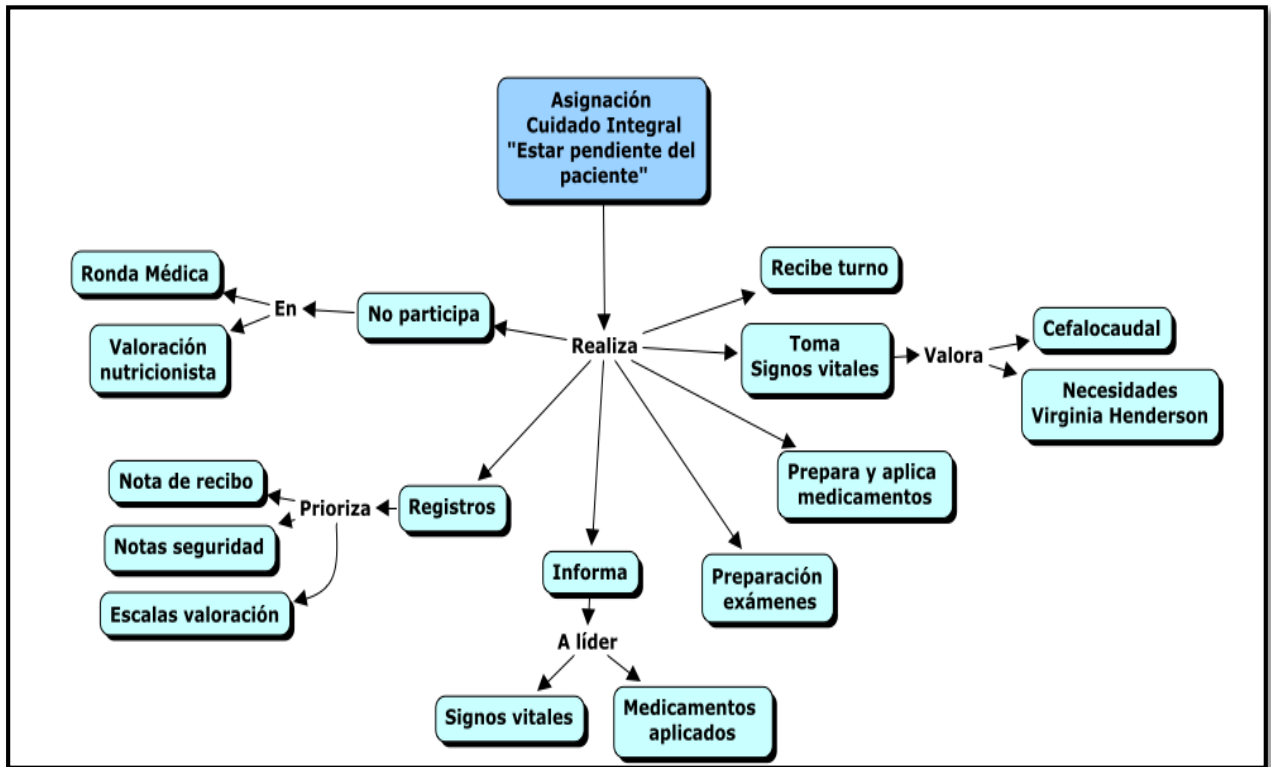 Asignación
Cuidado Integral
"Estar pendiente del
paciente"
Recibe turno
Ronda Médica
En
No participa
Realiza
Toma
Signos vitales
Valora
Cefalocaudal
Valoración
nutricionista
Necesidades
Virginia Henderson
Prepara y aplica
medicamentos
Nota de recibo
Prioriza
Registros
Notas seguridad
Informa
Preparación
exámenes
Escalas valoración
A líder
Signos vitales
Medicamentos
aplicados